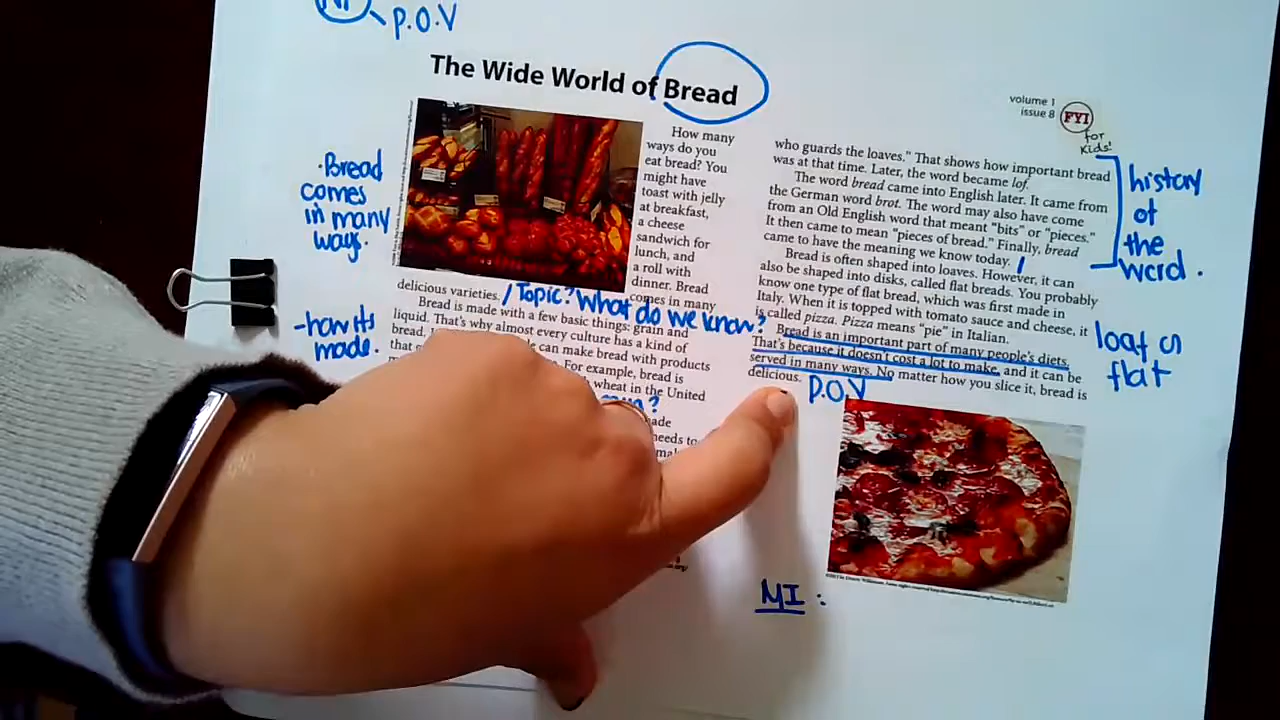 P.O.V
The Wide World of Bread
volume 1
issue 8
FYI
for
Kids!
· Bread
comes
in many
ways.
- how its
made.
How many
ways do you
eat bread? You
might have
toast with jelly
at breakfast,
a cheese
sandwich for
lunch, and
a roll with
dinner. Bread
comes in many
delicious varieties.
/ Topic? What do we know?
Bread is made with a few basic things: grain and
liquid. That's why almost every culture has a kind of
bread,
can make bread with products
that
For example, bread is
wheat in the United
?
needs to
who guards the loaves." That shows how important bread
was at that time. Later, the word became lof.
The word bread came into English later. It came from
the German word brot. The word may also have come
from an Old English word that meant "bits" or "pieces."
It then came to mean "pieces of bread." Finally, bread
came to have the meaning we know today. /
Bread is often shaped into loaves. However, it can
also be shaped into disks, called flat breads. You probably
know one type of flat bread, which was first made in
Italy. When it is topped with tomato sauce and cheese, it
is called pizza. Pizza means "pie" in Italian.
Bread is an important part of many people's diets.
That's because it doesn't cost a lot to make, and it can be
served in many ways. No matter how you slice it, bread is
delicious.
P.O.V
history
of
the
word.
flat
MI :